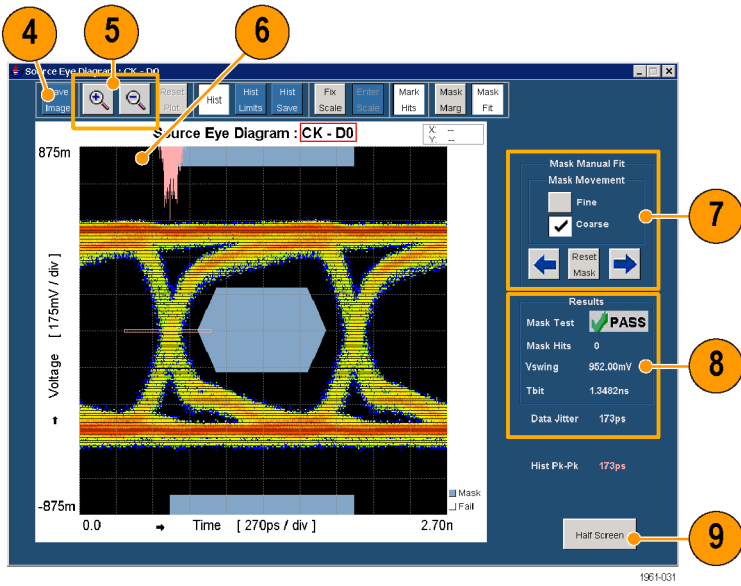 4
5
6
Source Eye Diagram : CK - D0
Save Image
Reset Plot
Hist
Hist Limits
Hist Save
Fix Scale
Enter Scale
Mark Hits
Mask Marg
Mask Fit
Source Eye Diagram : CK - D0
X: --
Y: --
875m
Voltage [ 175mV / div ]
-875m
0.0
Time [ 270ps / div ]
2.70n
Mask
Fail
Mask Manual Fit
Mask Movement
Fine
Coarse
Reset Mask
7
Results
Mask Test PASS
Mask Hits 0
Vswing 952.00mV
Tbit 1.3482ns
Data Jitter 173ps
8
Hist Pk-Pk 173ps
Half Screen
9
1961-031